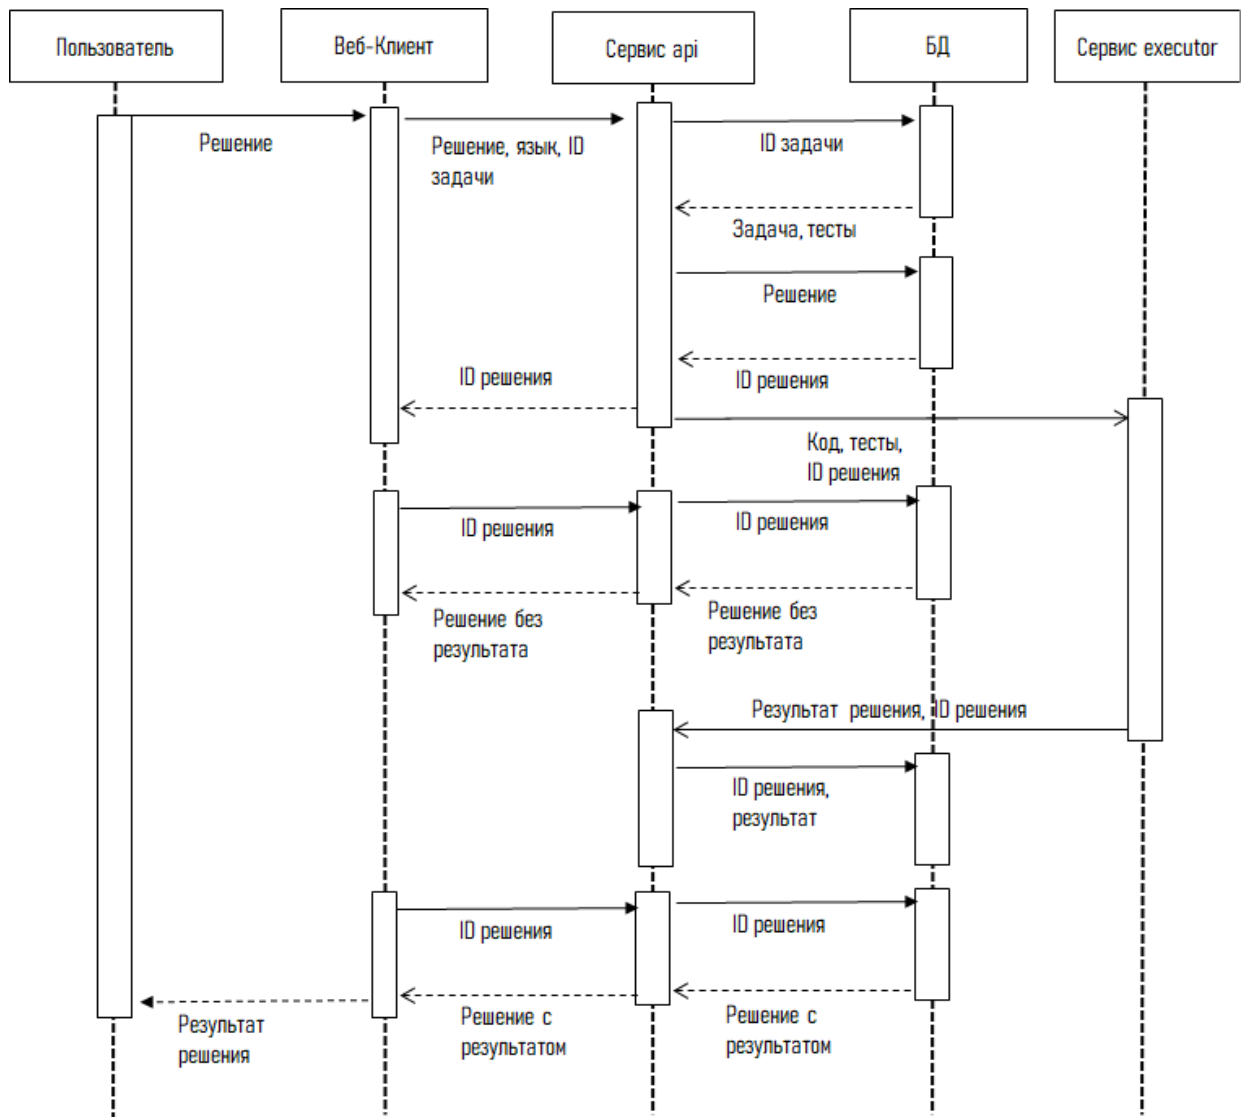 Пользователь
Веб-Клиент
Сервис api
БД
Сервис executor
Решение
Решение, язык, ID
задачи
ID задачи
Задача, тесты
Решение
ID решения
ID решения
Код, тесты,
ID решения
ID решения
ID решения
Решение без
результата
Решение без
результата
Результат решения, ID решения
ID решения,
результат
ID решения
ID решения
Результат
решения
Решение с
результатом
Решение с
результатом